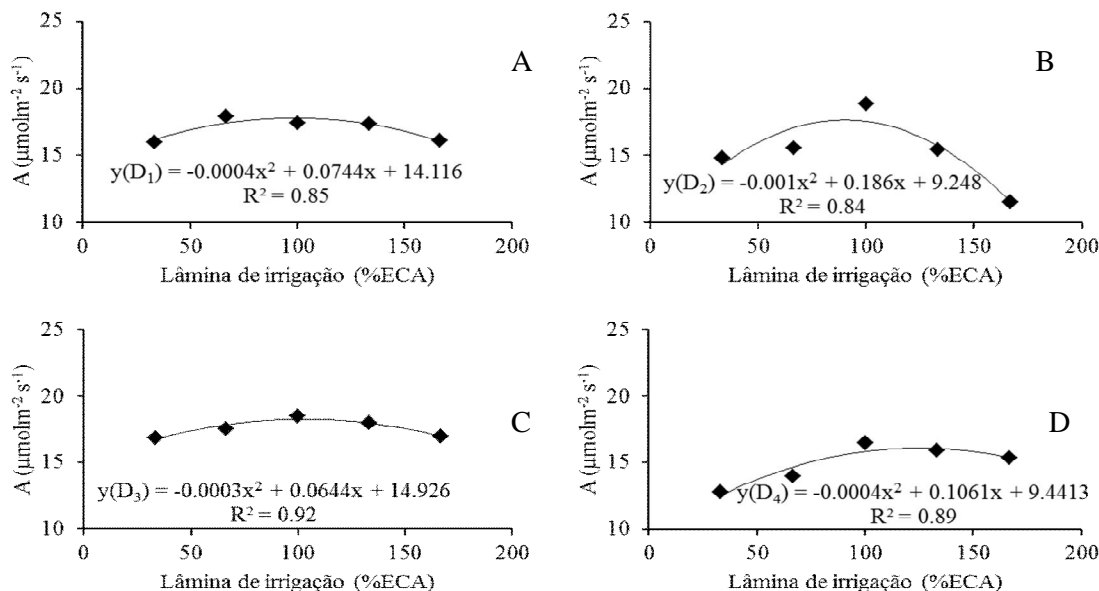 25
20
15
10
0
50
100
150
200
A (µmolm⁻² s⁻¹)
Lâmina de irrigação (%ECA)
A
y(D₁) = -0.0004x² + 0.0744x + 14.116
R² = 0.85
25
20
15
10
0
50
100
150
200
A (µmolm⁻² s⁻¹)
Lâmina de irrigação (%ECA)
B
y(D₂) = -0.001x² + 0.186x + 9.248
R² = 0.84
25
20
15
10
0
50
100
150
200
A (µmolm⁻² s⁻¹)
Lâmina de irrigação (%ECA)
C
y(D₃) = -0.0003x² + 0.0644x + 14.926
R² = 0.92
25
20
15
10
0
50
100
150
200
A (µmolm⁻² s⁻¹)
Lâmina de irrigação (%ECA)
D
y(D₄) = -0.0004x² + 0.1061x + 9.4413
R² = 0.89